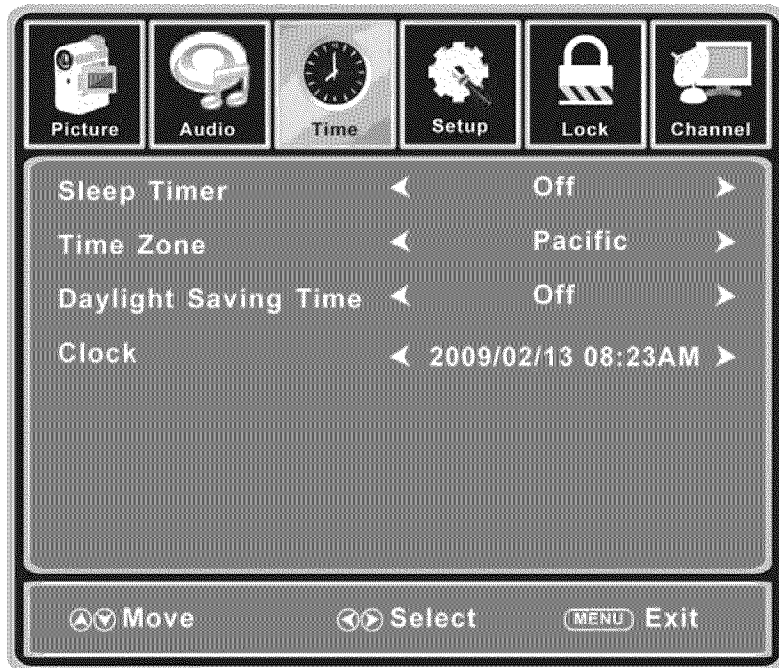 Picture Audio Time Setup Lock Channel
Sleep Timer Off
Time Zone Pacific
Daylight Saving Time Off
Clock 2009/02/13 08:23AM
Move Select MENU Exit